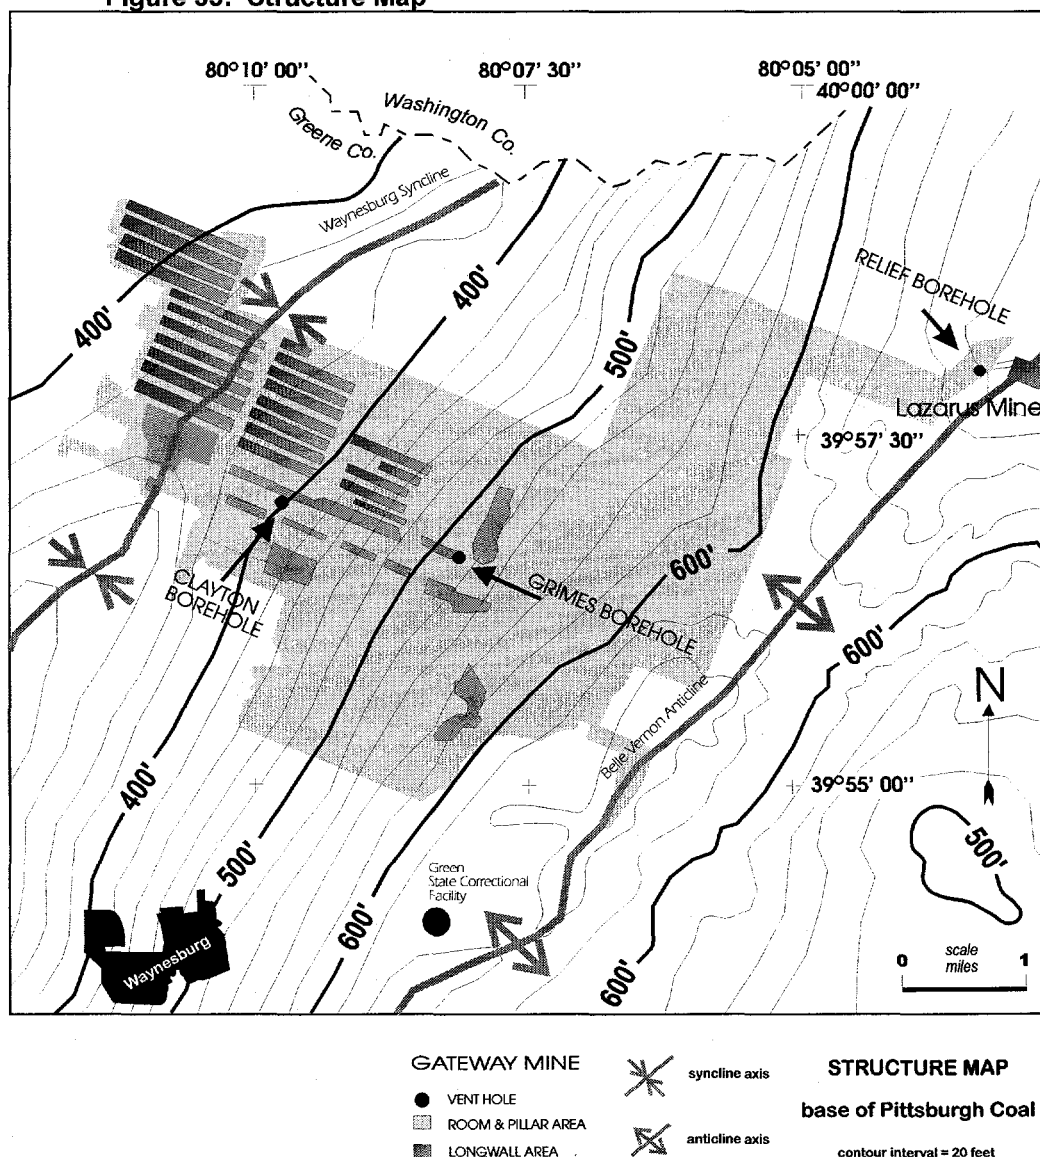 Figure 35: Structure Map
80°10' 00"
80°07' 30"
80°05' 00"
40°00' 00"
Washington Co.
Greene Co.
Waynesburg Syncline
RELIEF BOREHOLE
400'
400'
500'
Lazarus Mine
39°57' 30"
600'
CLAYTON
BOREHOLE
GRIMES BOREHOLE
600'
N
Belle Vernon Anticline
400'
39°55' 00"
500'
500'
Green
State Correctional
Facility
600'
Waynesburg
600'
scale
miles
0 1
GATEWAY MINE
VENT HOLE
ROOM & PILLAR AREA
LONGWALL AREA
syncline axis
anticline axis
STRUCTURE MAP
base of Pittsburgh Coal
contour interval = 20 feet